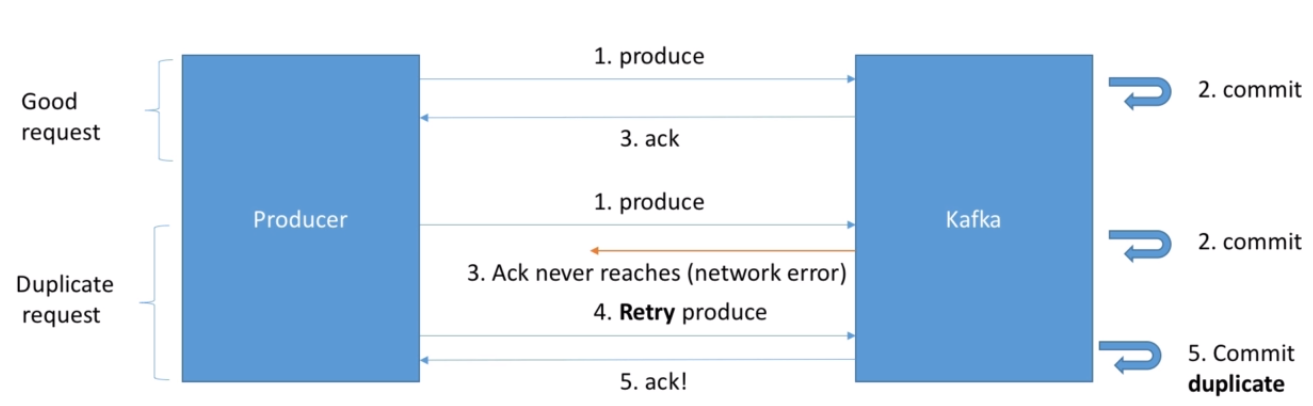 1. produce
Good
request
2. commit
3. ack
1. produce
Producer
Kafka
2. commit
3. Ack never reaches (network error)
Duplicate
request
4. Retry produce
5. Commit
duplicate
5. ack!